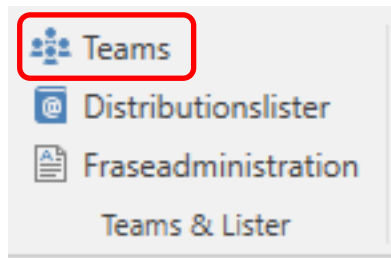 Teams
@ Distributionslister
A Fraseadministration
Teams & Lister